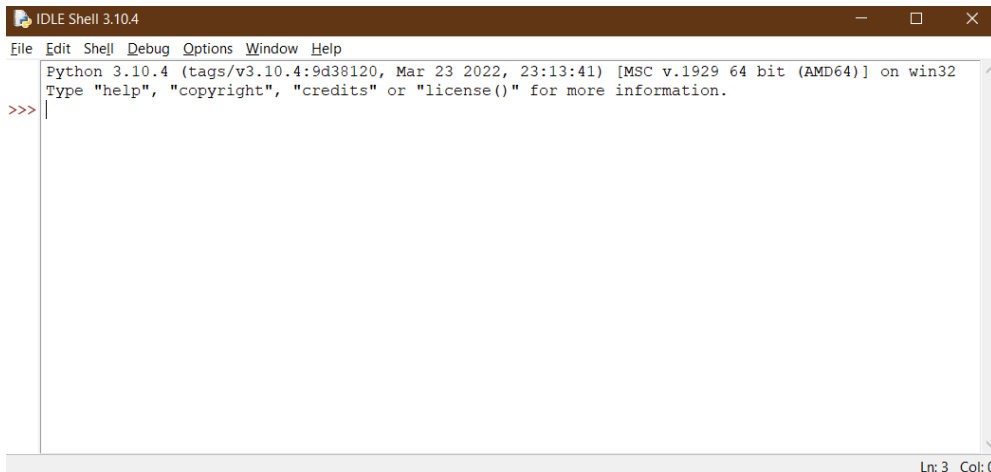 IDLE Shell 3.10.4
File Edit Shell Debug Options Window Help
Python 3.10.4 (tags/v3.10.4:9d38120, Mar 23 2022, 23:13:41) [MSC v.1929 64 bit (AMD64)] on win32
Type "help", "copyright", "credits" or "license()" for more information.
>>>
Ln: 3 Col: 0